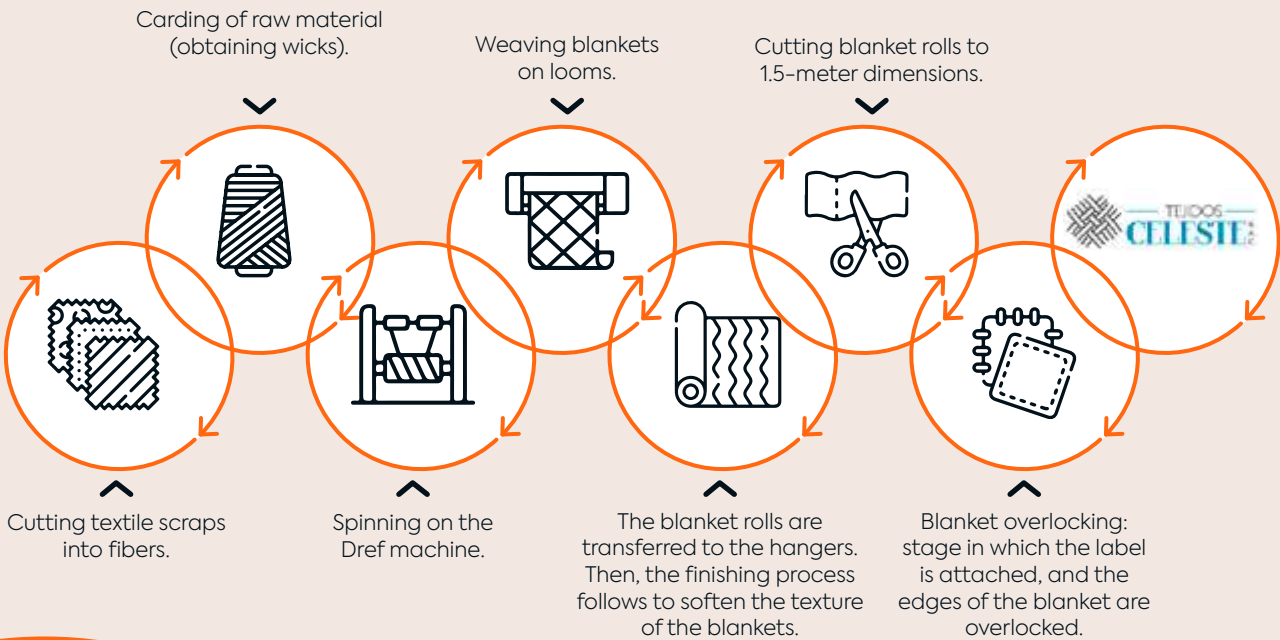 Carding of raw material
(obtaining wicks).
Weaving blankets
on looms.
Cutting blanket rolls to
1.5-meter dimensions.
TEJIDOS
CELESTE
Cutting textile scraps
into fibers.
Spinning on the
Dref machine.
The blanket rolls are
transferred to the hangers.
Then, the finishing process
follows to soften the texture
of the blankets.
Blanket overlocking:
stage in which the label
is attached, and the
edges of the blanket are
overlocked.